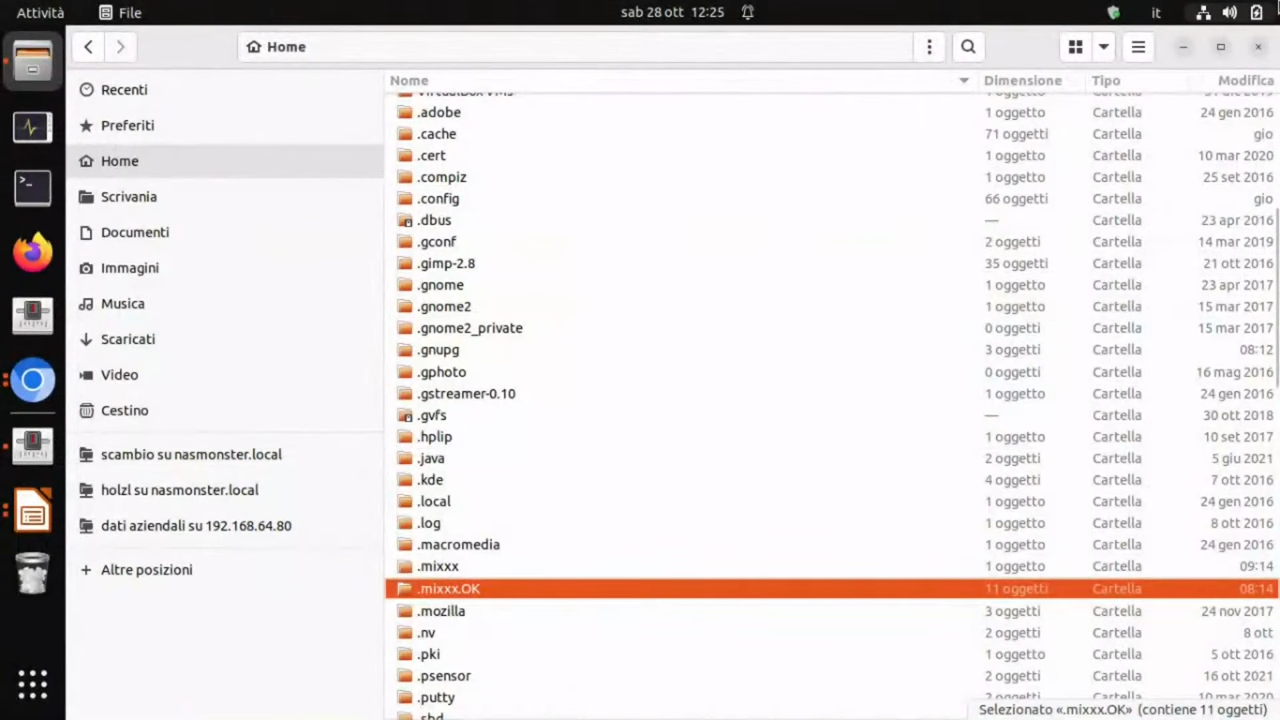 Attività File sab 28 ott 12:25 it
Home
Nome Dimensione Tipo Modifica
Recenti
Preferiti
Home
Scrivania
Documenti
Immagini
Musica
Scaricati
Video
Cestino
scambio su nasmonster.local
holzl su nasmonster.local
dati aziendali su 192.168.64.80
+ Altre posizioni
VirtualBox VMs 1 oggetto Cartella
.adobe 1 oggetto Cartella 24 gen 2016
.cache 71 oggetti Cartella gio
.cert 1 oggetto Cartella 10 mar 2020
.compiz 1 oggetto Cartella 25 set 2016
.config 66 oggetti Cartella gio
.dbus — Cartella 23 apr 2016
.gconf 2 oggetti Cartella 14 mar 2019
.gimp-2.8 35 oggetti Cartella 21 ott 2016
.gnome 1 oggetto Cartella 23 apr 2017
.gnome2 1 oggetto Cartella 15 mar 2017
.gnome2_private 0 oggetti Cartella 15 mar 2017
.gnupg 3 oggetti Cartella 08:12
.gphoto 0 oggetti Cartella 16 mag 2016
.gstreamer-0.10 1 oggetto Cartella 24 gen 2016
.gvfs — Cartella 30 ott 2018
.hplip 1 oggetto Cartella 10 set 2017
.java 2 oggetti Cartella 5 giu 2021
.kde 4 oggetti Cartella 7 ott 2016
.local 1 oggetto Cartella 24 gen 2016
.log 1 oggetto Cartella 8 ott 2016
.macromedia 1 oggetto Cartella 24 gen 2016
.mixxx 1 oggetto Cartella 09:14
.mixxx.OK 11 oggetti Cartella 08:14
.mozilla 3 oggetti Cartella 24 nov 2017
.nv 2 oggetti Cartella 8 ott
.pki 1 oggetto Cartella 5 ott 2016
.psensor 2 oggetti Cartella 16 ott 2021
.putty 2 oggetti Cartella 10 mar 2020
Selezionato «.mixxx.OK» (contiene 11 oggetti)